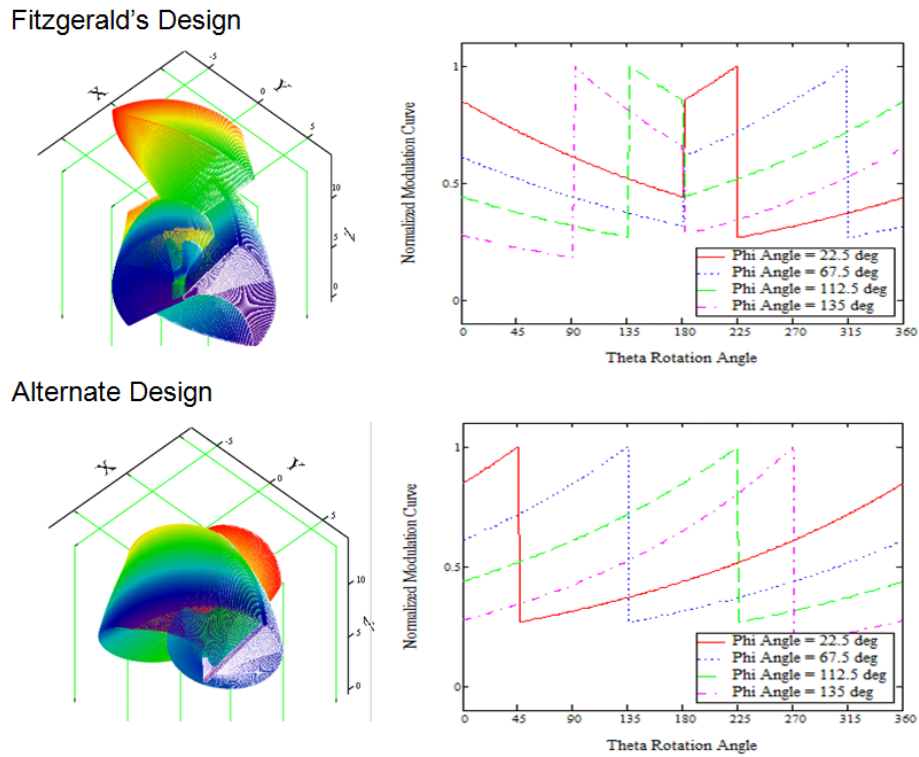 Fitzgerald's Design
X
Y
-5
0
5
10
5
0
Z
Normalized Modulation Curve
1
0.5
0
Phi Angle = 22.5 deg
Phi Angle = 67.5 deg
Phi Angle = 112.5 deg
Phi Angle = 135 deg
0 45 90 135 180 225 270 315 360
Theta Rotation Angle
Alternate Design
X
Y
-5
0
5
10
5
0
Z
Normalized Modulation Curve
1
0.5
0
Phi Angle = 22.5 deg
Phi Angle = 67.5 deg
Phi Angle = 112.5 deg
Phi Angle = 135 deg
0 45 90 135 180 225 270 315 360
Theta Rotation Angle